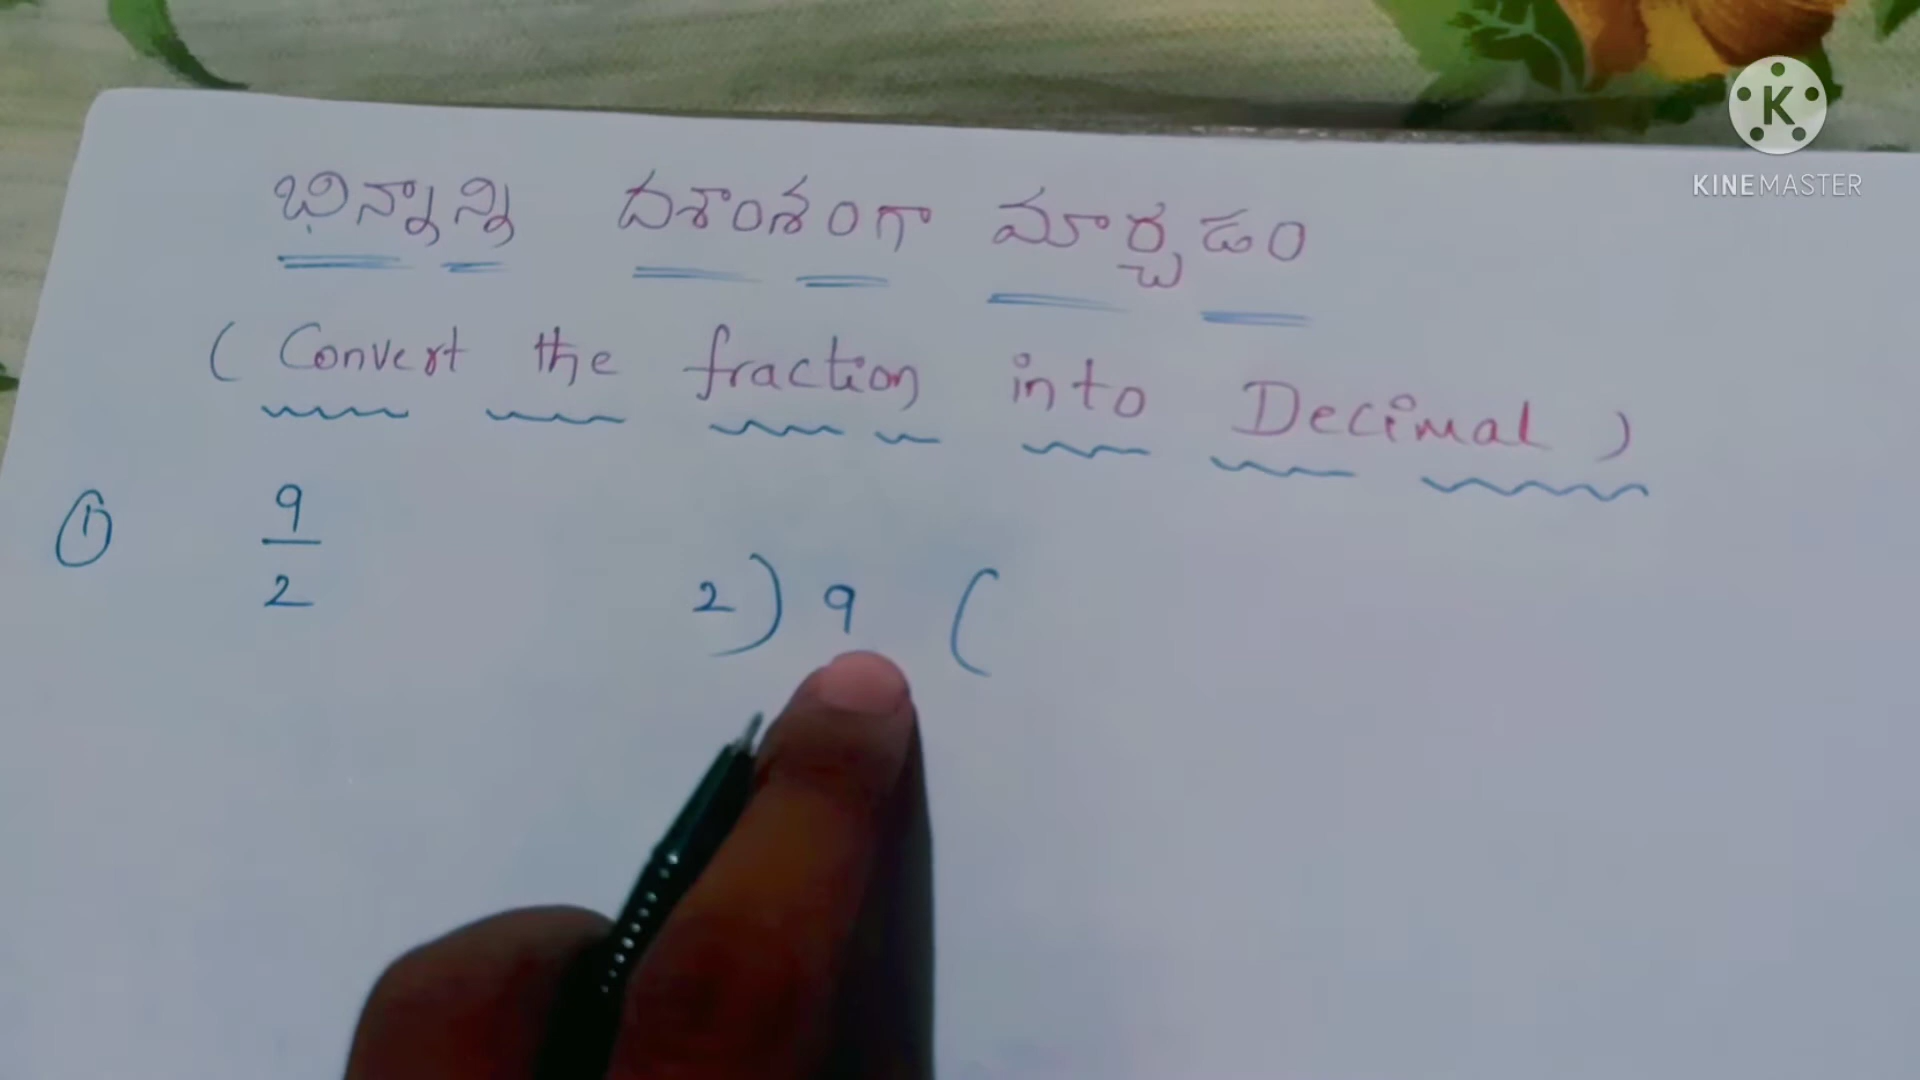 భిన్నాన్ని దశాంశంగా మార్చడం
( Convert the fraction into Decimal )
① 9/2
2 ) 9 (
K
KINEMASTER